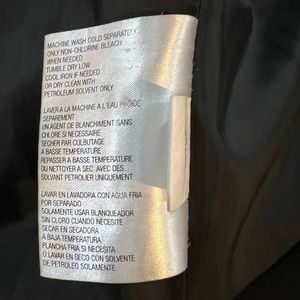 MACHINE WASH COLD SEPARATELY
ONLY NON-CHLORINE BLEACH
WHEN NEEDED
TUMBLE DRY LOW
COOL IRON IF NEEDED
OR DRY CLEAN WITH
PETROLEUM SOLVENT ONLY
LAVER A LA MACHINE A L'EAU FROIDE
SEPAREMENT
UN AGENT DE BLANCHIMENT SANS
CHLORE SI NECESSAIRE
SECHER PAR CULBUTAGE
A BASSE TEMPERATURE
REPASSER A BASSE TEMPERATURE
OU NETTOYER A SEC AVEC DES
SOLVANT PETROLIER UNIQUEMENT
LAVAR EN LAVADORA CON AGUA FRIA
POR SEPARADO
SOLAMENTE USAR BLANQUEADOR
SIN CLORO CUANDO NECESITE
SECAR EN SECADORA
A BAJA TEMPERATURA
PLANCHA FRIA SI NECESITA
O LAVAR EN SECO CON SOLVENTE
DE PETROLEO SOLAMENTE